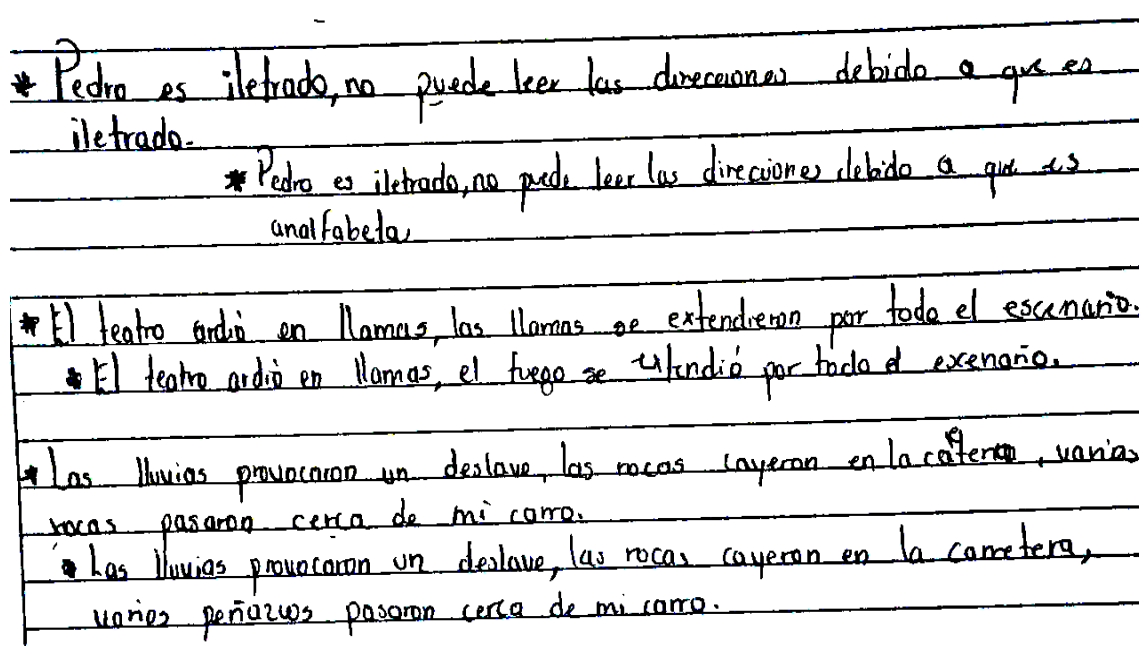 * Pedro es iletrado, no puede leer las direcciones debido a que es
iletrado.
* Pedro es iletrado, no puede leer las direcciones debido a que es
analfabeta
* El teatro ardió en llamas, las llamas se extendieron por todo el escenario.
* El teatro ardió en llamas, el fuego se extendió por todo el excenario.
* Las lluvias provocaron un deslave, las rocas cayeron en la , varias
rocas pasaron cerca de mi carro.
* Las lluvias provocaron un deslave, las rocas cayeron en la carretera,
varios peñazcos pasaron cerca de mi carro.